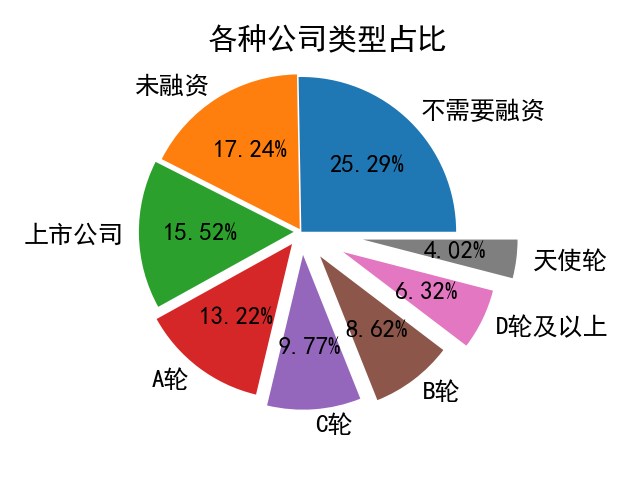 各种公司类型占比
未融资
不需要融资
17.24%
25.29%
上市公司
15.52%
4.02%
天使轮
6.32%
D轮及以上
13.22%
8.62%
9.77%
A轮
B轮
C轮